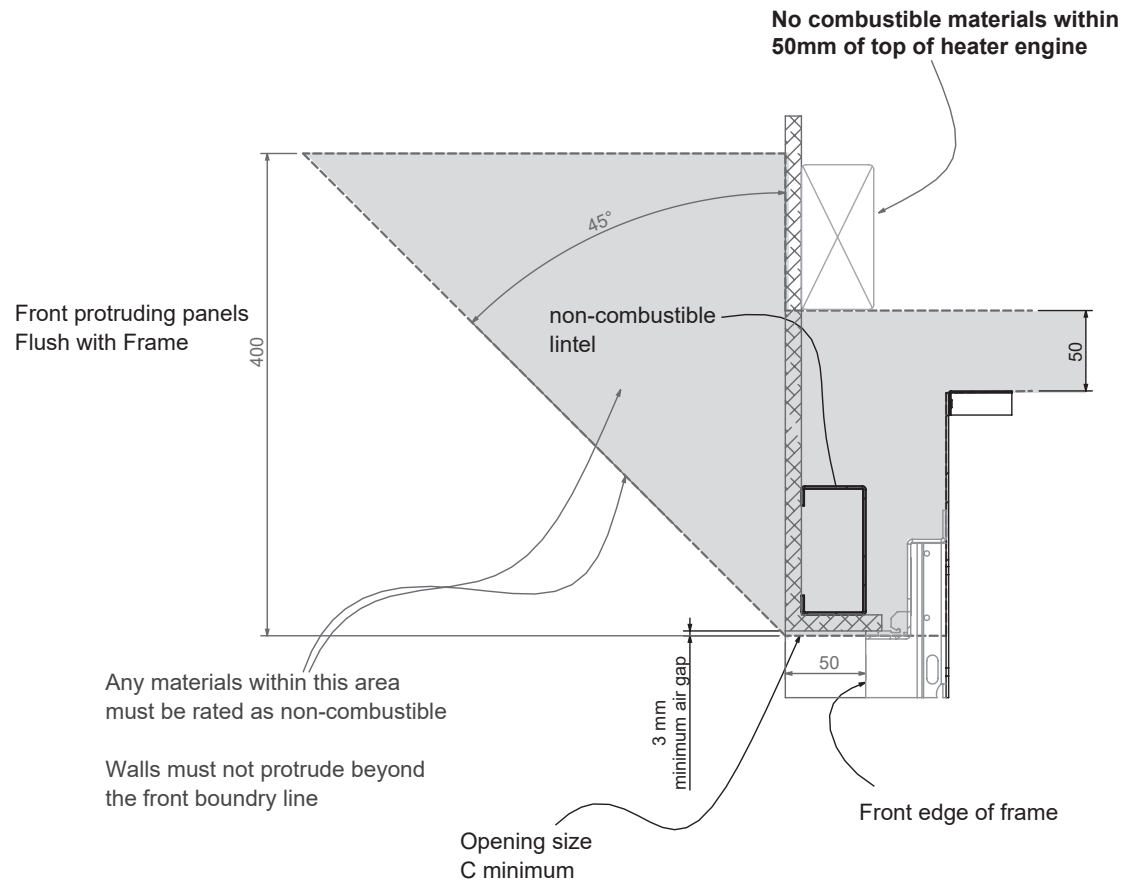 No combustible materials within
50mm of top of heater engine
45°
Front protruding panels
Flush with Frame
400
non-combustible
lintel
50
Any materials within this area
must be rated as non-combustible
Walls must not protrude beyond
the front boundry line
3 mm
minimum air gap
50
Front edge of frame
Opening size
C minimum